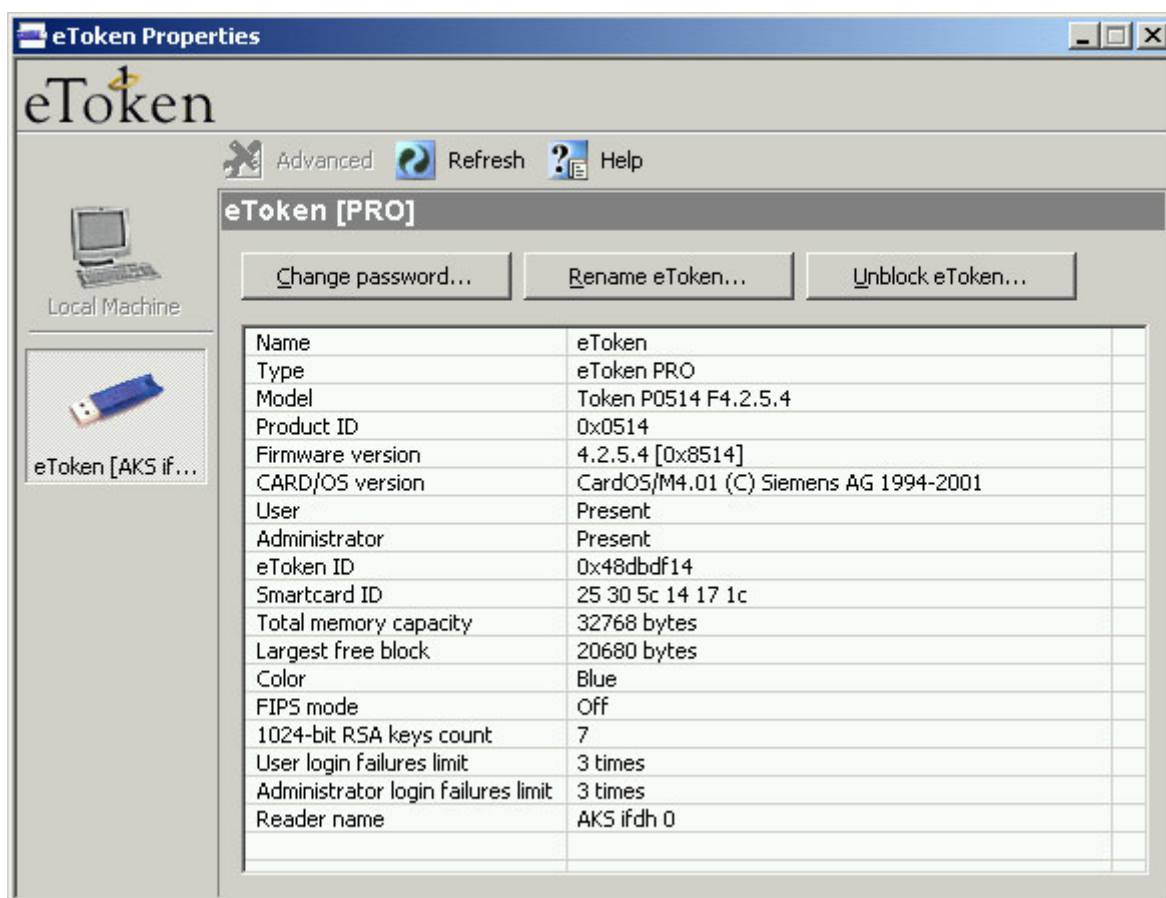 eToken Properties
eToken
Advanced Refresh Help
eToken [PRO]
Local Machine
eToken [AKS if...
Change password... Rename eToken... Unblock eToken...
Name eToken
Type eToken PRO
Model Token P0514 F4.2.5.4
Product ID 0x0514
Firmware version 4.2.5.4 [0x8514]
CARD/OS version CardOS/M4.01 (C) Siemens AG 1994-2001
User Present
Administrator Present
eToken ID 0x48dbdf14
Smartcard ID 25 30 5c 14 17 1c
Total memory capacity 32768 bytes
Largest free block 20680 bytes
Color Blue
FIPS mode Off
1024-bit RSA keys count 7
User login failures limit 3 times
Administrator login failures limit 3 times
Reader name AKS ifdh 0